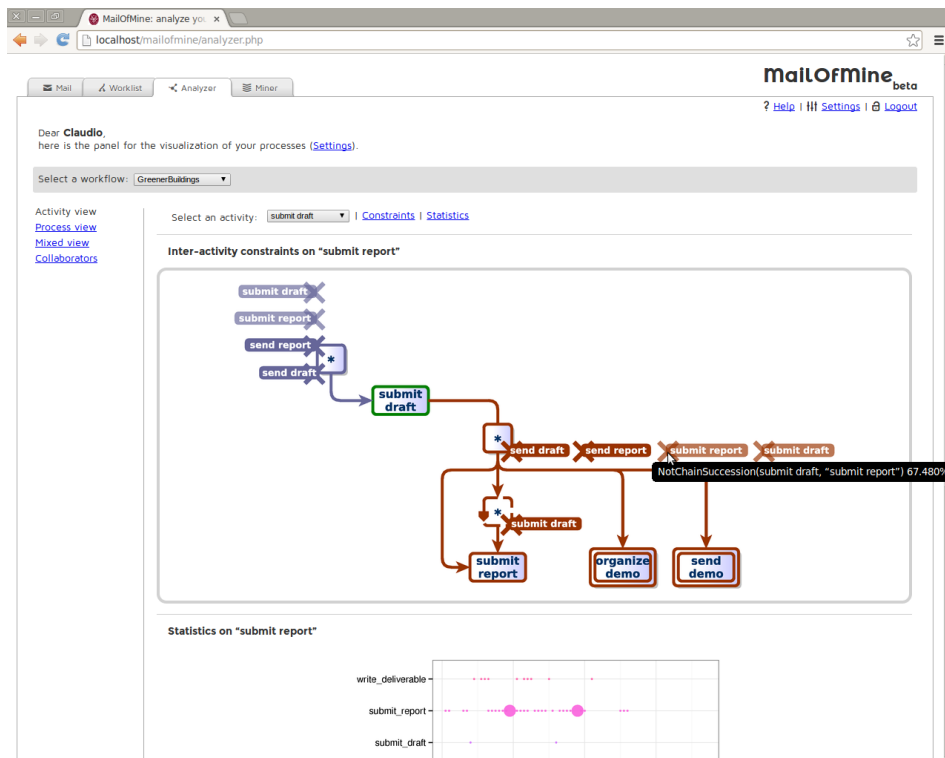 MailOfMine: analyze you
localhost/mailofmine/analyzer.php
MailOfMine beta
Mail
Worklist
Analyzer
Miner
? Help | Settings | Logout
Dear Claudio,
here is the panel for the visualization of your processes (Settings).
Select a workflow: GreenerBuildings
Activity view
Process view
Mixed view
Collaborators
Select an activity: submit draft | Constraints | Statistics
Inter-activity constraints on "submit report"
submit draft
submit report
send report
*
send draft
submit
draft
*
send draft
send report
submit report
submit draft
NotChainSuccession(submit draft, "submit report") 67.480%
*
submit draft
submit
report
organize
demo
send
demo
Statistics on "submit report"
write_deliverable
submit_report
submit_draft